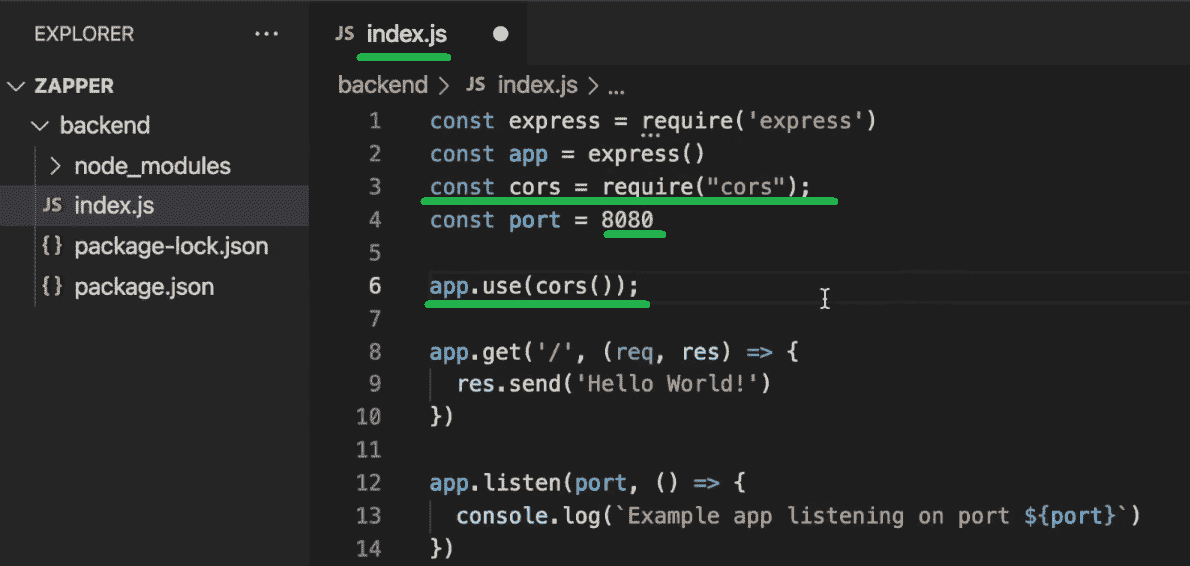 EXPLORER ...
ZAPPER
backend
node_modules
JS index.js
{} package-lock.json
{} package.json
JS index.js
backend > JS index.js > ...
1 const express = require('express')
2 const app = express()
3 const cors = require("cors");
4 const port = 8080
5
6 app.use(cors());
7
8 app.get('/', (req, res) => {
9 res.send('Hello World!')
10 })
11
12 app.listen(port, () => {
13 console.log(`Example app listening on port ${port}`)
14 })